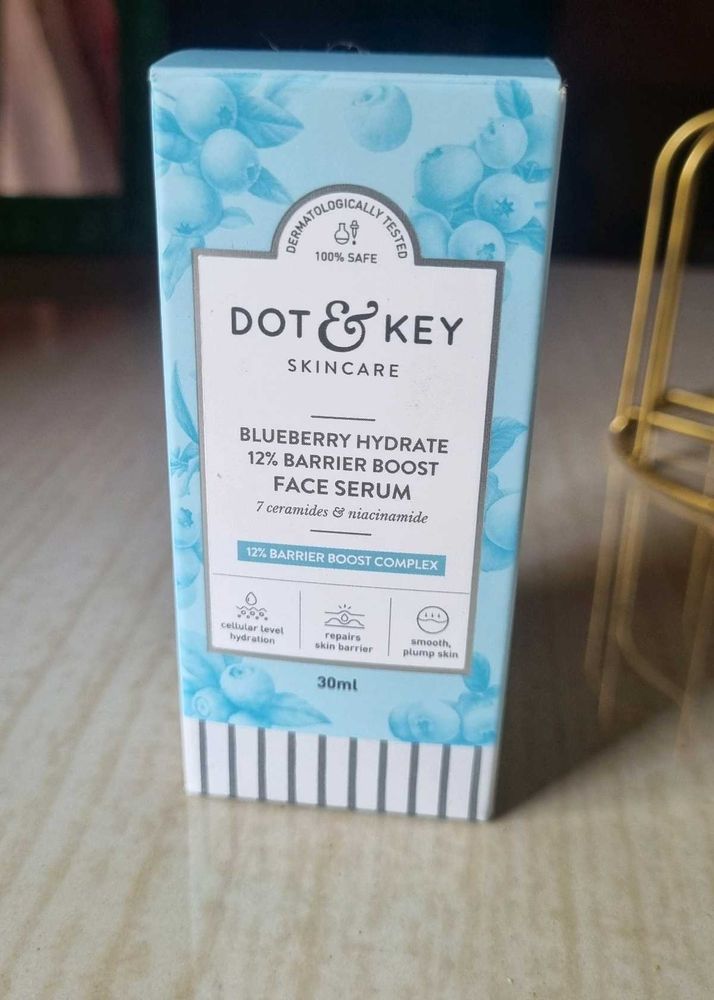 DERMATOLOGICALLY TESTED
100% SAFE
DOT & KEY
SKINCARE
BLUEBERRY HYDRATE
12% BARRIER BOOST
FACE SERUM
7 ceramides & niacinamide
12% BARRIER BOOST COMPLEX
cellular level
hydration
repairs
skin barrier
smooth,
plump skin
30ml